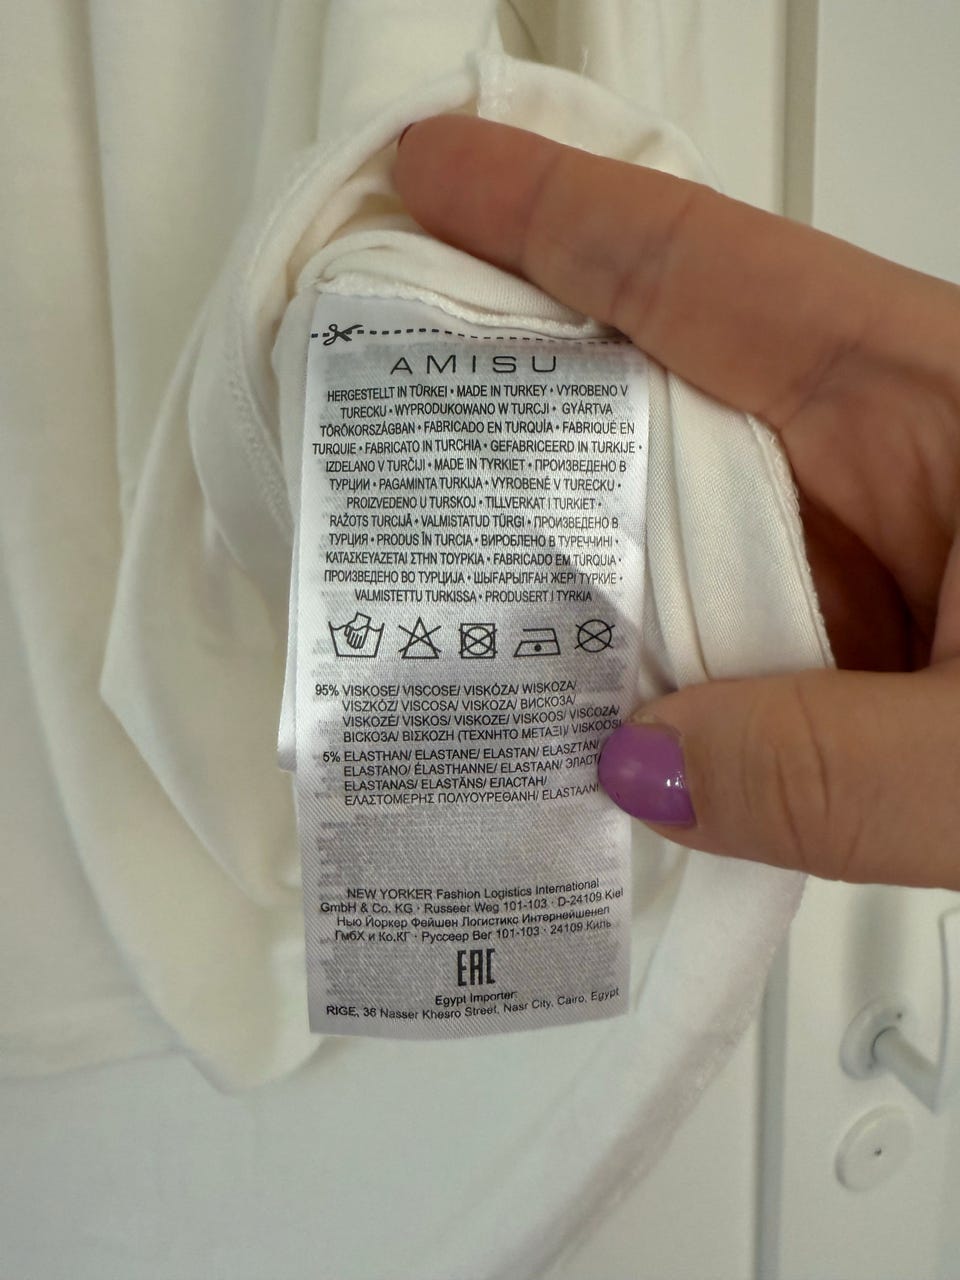 AMISU
HERGESTELLT IN TÜRKEI • MADE IN TURKEY • VYROBENO V
TURECKU • WYPRODUKOWANO W TURCJI • GYÁRTVA
TÖRÖKORSZÁGBAN • FABRICADO EN TURQUÍA • FABRIQUÉ EN
TURQUIE • FABRICATO IN TURCHIA • GEFABRICEERD IN TURKIJE •
IZDELANO V TURČIJI • MADE IN TYRKIET • ПРОИЗВЕДЕНО В
ТУРЦИИ • PAGAMINTA TURKIJA • VYROBENÉ V TURECKU •
PROIZVEDENO U TURSKOJ • TILLVERKAT I TURKIET •
RAŽOTS TURCIJĀ • VALMISTATUD TÜRGI • ПРОИЗВЕДЕНО В
ТУРЦИЯ • PRODUS ÎN TURCIA • ВИРОБЛЕНО В ТУРЕЧЧИНІ •
ΚΑΤΑΣΚΕΥΑΖΕΤΑΙ ΣΤΗΝ ΤΟΥΡΚΙΑ • FABRICADO EM TURQUIA •
ПРОИЗВЕДЕНО ВО ТУРЦИЈА • ШЫҒАРЫЛҒАН ЖЕРІ ТҮРКИЕ •
VALMISTETTU TURKISSA • PRODUSERT I TYRKIA
95% VISKOSE/ VISCOSE/ VISKÓZA/ WISKOZA/
VISZKÓZ/ VISCOSA/ VISKOZA/ ВИСКОЗА/
VISKOZĖ/ VISKOS/ VISKOZE/ VISKOOS/ VISCOZA/
ВІСКОЗА/ ΒΙΣΚΟΖΗ (ΤΕΧΝΗΤΟ ΜΕΤΑΞΙ)/ VISKOOSI
5% ELASTHAN/ ELASTANE/ ELASTAN/ ELASZTÁN/
ELASTANO/ ÉLASTHANNE/ ELASTAAN/ ЭЛАСТ
ELASTANAS/ ELASTĀNS/ ЕЛАСТАН/
ΕΛΑΣΤΟΜΕΡΗΣ ΠΟΛΥΟΥΡΕΘΑΝΗ/ ELASTAANI
NEW YORKER Fashion Logistics International
GmbH & Co. KG · Russeer Weg 101-103 · D-24109 Kiel
Нью Йоркер Фейшен Логистикс Интернейшенел
ГмбХ и Ко.КГ · Руссеер Вег 101-103 · 24109 Киль
EAC
Egypt Importer:
RIGE, 36 Nasser Khesro Street, Nasr City, Cairo, Egypt